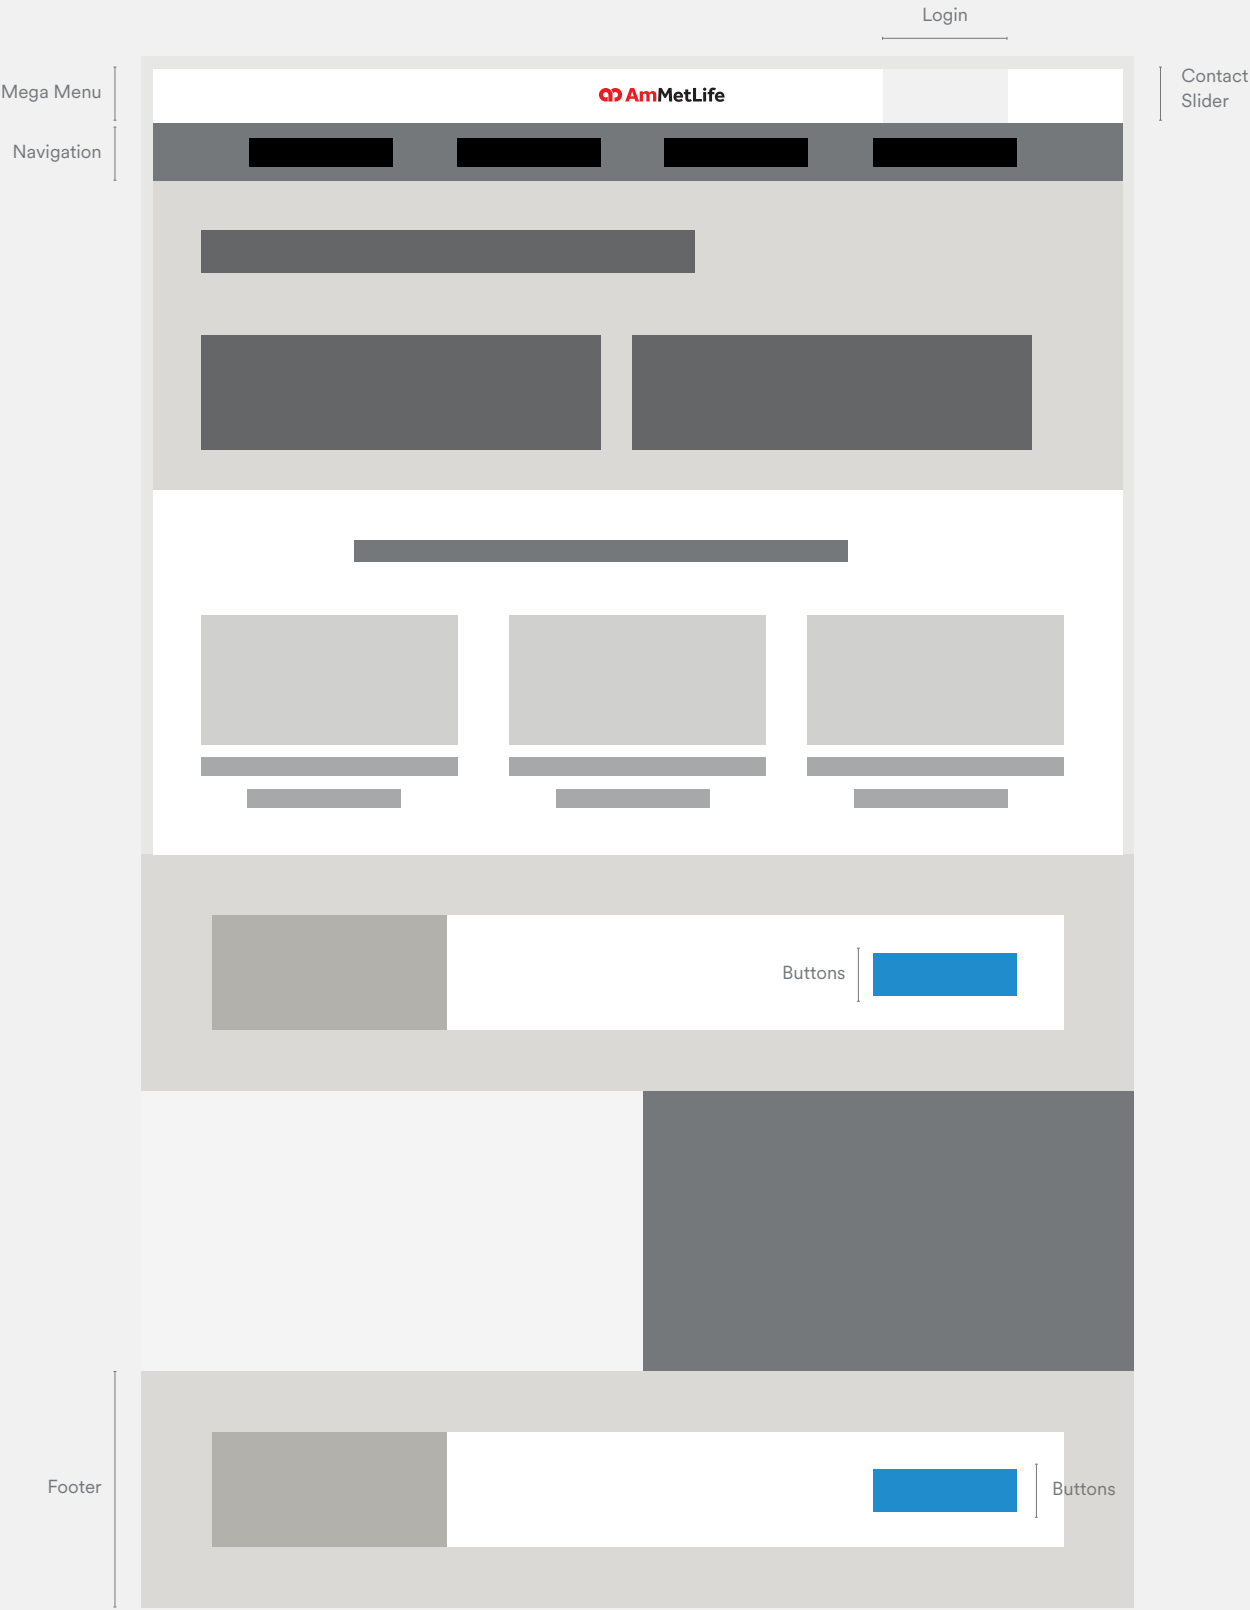 Login
Mega Menu
AmMetLife
Contact
Slider
Navigation
Buttons
Footer
Buttons